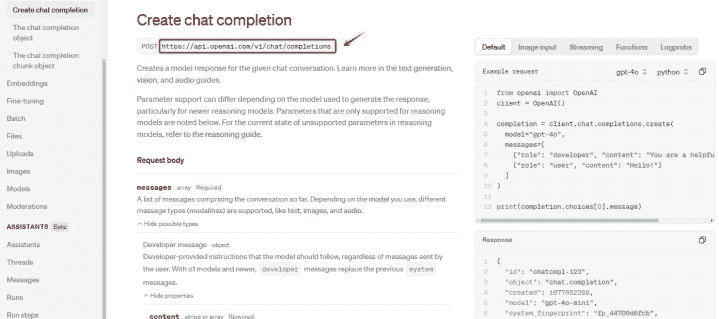 Create chat completion
The chat completion
object
The chat completion
chunk object
Embeddings
Fine-tuning
Batch
Files
Uploads
Images
Models
Moderations
ASSISTANTS Beta
Assistants
Threads
Messages
Runs
Run steps
Create chat completion
POST https://api.openai.com/v1/chat/completions
Creates a model response for the given chat conversation. Learn more in the text generation,
vision, and audio guides.
Parameter support can differ depending on the model used to generate the response,
particularly for newer reasoning models. Parameters that are only supported for reasoning
models are noted below. For the current state of unsupported parameters in reasoning
models, refer to the reasoning guide.
Request body
messages array Required
A list of messages comprising the conversation so far. Depending on the model you use, different
message types (modalities) are supported, like text, images, and audio.
Hide possible types
Developer message object
Developer-provided instructions that the model should follow, regardless of messages sent by
the user. With o1 models and newer, developer messages replace the previous system
messages.
Hide properties
content string or array Required
Default Image input Streaming Functions Logprobs
Example request gpt-4o python
1 from openai import OpenAI
2 client = OpenAI()
3
4 completion = client.chat.completions.create(
5 model="gpt-4o",
6 messages=[
7 {"role": "developer", "content": "You are a helpfu
8 {"role": "user", "content": "Hello!"}
9 ]
10 )
11
12 print(completion.choices[0].message)
Response
1 {
2 "id": "chatcmpl-123",
3 "object": "chat.completion",
4 "created": 1677652288,
5 "model": "gpt-4o-mini",
6 "system_fingerprint": "fp_44709d6fcb",